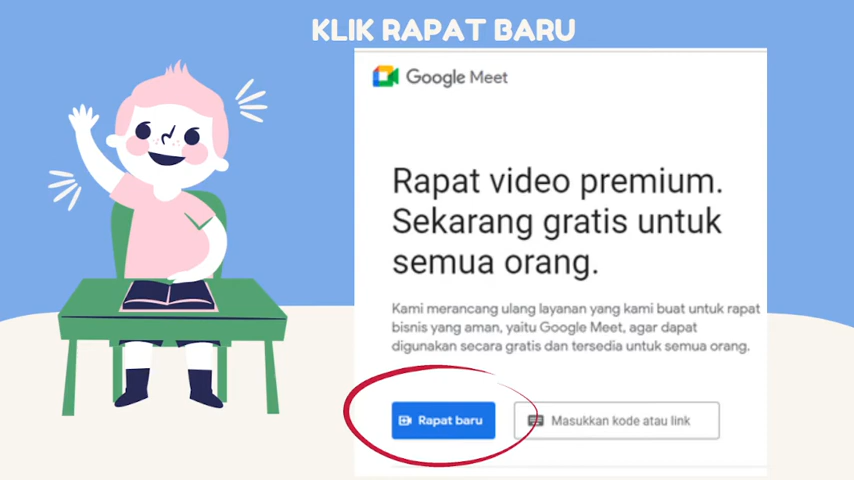 KLIK RAPAT BARU
Google Meet
Rapat video premium.
Sekarang gratis untuk
semua orang.
Kami merancang ulang layanan yang kami buat untuk rapat
bisnis yang aman, yaitu Google Meet, agar dapat
digunakan secara gratis dan tersedia untuk semua orang.
Rapat baru
Masukkan kode atau link